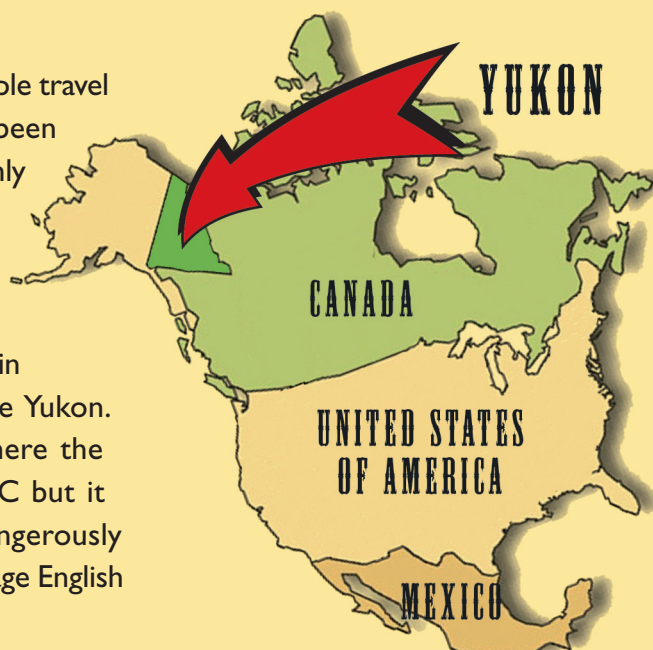 ole travel
been
nly
in
e Yukon.
here the
C but it
ngerously
ge English
YUKON
CANADA
UNITED STATES
OF AMERICA
MEXICO